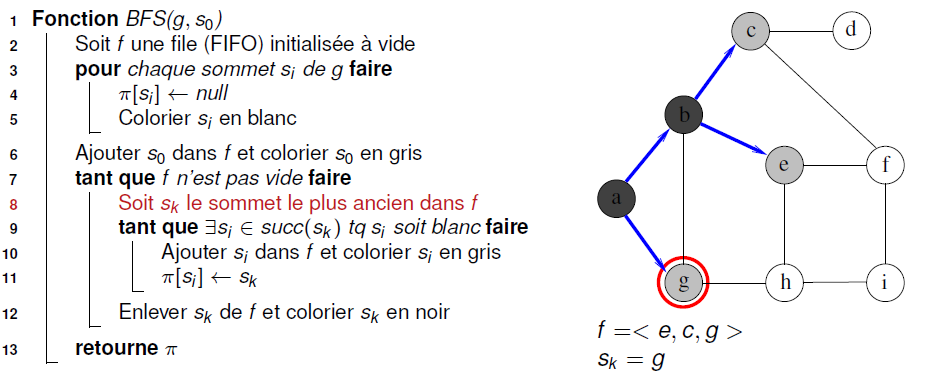 1 Fonction BFS(g, s₀)
2 Soit f une file (FIFO) initialisée à vide
3 pour chaque sommet sᵢ de g faire
4 π[sᵢ] ← null
5 Colorier sᵢ en blanc
6 Ajouter s₀ dans f et colorier s₀ en gris
7 tant que f n'est pas vide faire
8 Soit sₖ le sommet le plus ancien dans f
9 tant que ∃sᵢ ∈ succ(sₖ) tq sᵢ soit blanc faire
10 Ajouter sᵢ dans f et colorier sᵢ en gris
11 π[sᵢ] ← sₖ
12 Enlever sₖ de f et colorier sₖ en noir
13 retourne π
c d
b
e f
a
g h i
f =< e, c, g >
sₖ = g